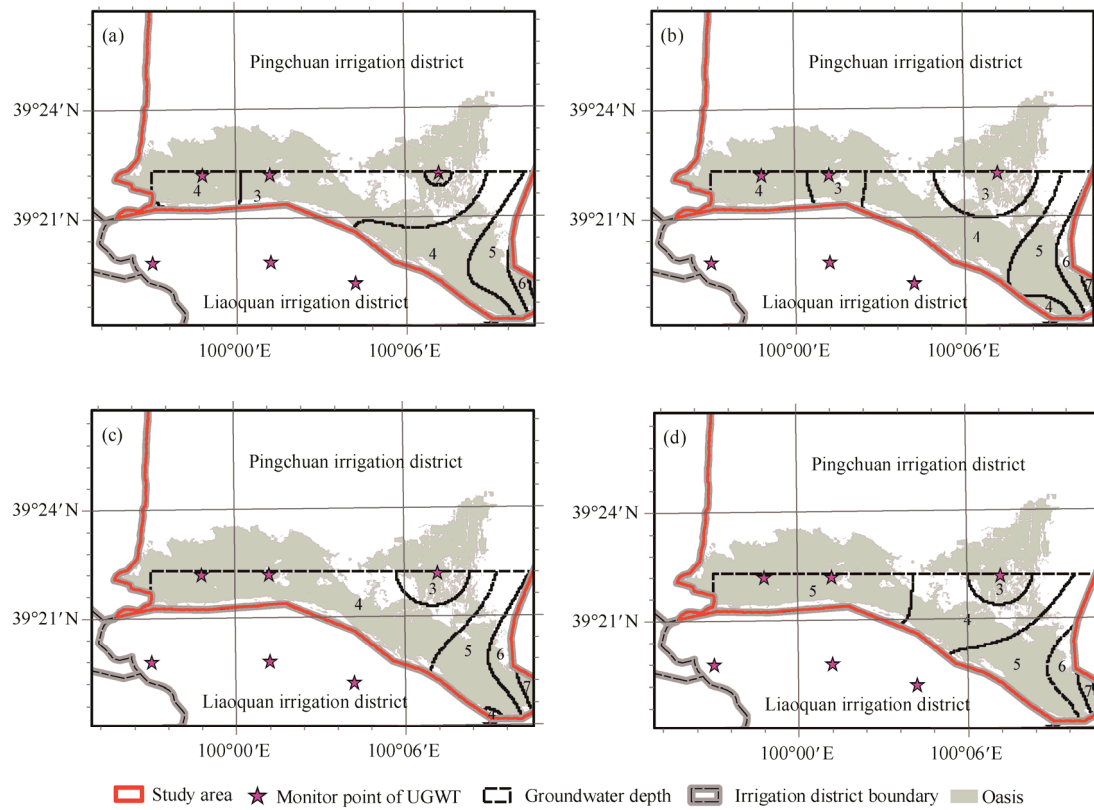 (a)
Pingchuan irrigation district
39°24′N
4
3
39°21′N
4
5
6
Liaoquan irrigation district
100°00′E
100°06′E
(b)
Pingchuan irrigation district
4
3
3
4
5
6
7
4
Liaoquan irrigation district
100°00′E
100°06′E
(c)
Pingchuan irrigation district
39°24′N
4
3
39°21′N
5
6
7
Liaoquan irrigation district
100°00′E
100°06′E
(d)
Pingchuan irrigation district
39°24′N
5
3
39°21′N
4
5
6
7
Liaoquan irrigation district
100°00′E
100°06′E
Study area
Monitor point of UGWT
Groundwater depth
Irrigation district boundary
Oasis